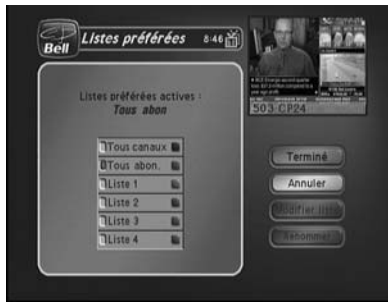 Bell
Listes préférées
8:46
Listes préférées actives :
Tous abon
Tous canaux
Tous abon.
Liste 1
Liste 2
Liste 3
Liste 4
503 CP24
Terminé
Annuler
Modifier liste
Renommer